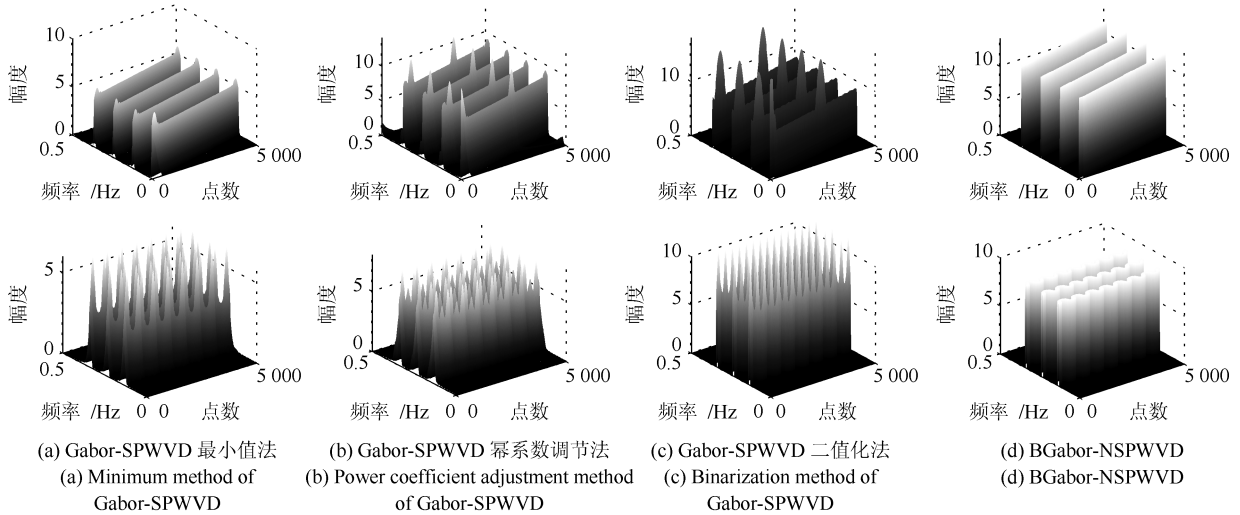 10
5
0
0.5
幅度
频率 /Hz
0 0
点数
5 000
10
5
0
0.5
幅度
频率 /Hz
0 0
点数
5 000
10
0
0.5
幅度
频率 /Hz
0 0
点数
5 000
10
5
0
0.5
幅度
频率 /Hz
0 0
点数
5 000
5
0
0.5
幅度
频率 /Hz
0 0
点数
5 000
5
0
0.5
幅度
频率 /Hz
0 0
点数
5 000
10
5
0
0.5
幅度
频率 /Hz
0 0
点数
5 000
10
5
0
0.5
幅度
频率 /Hz
0 0
点数
5 000
(a) Gabor-SPWVD 最小值法
(a) Minimum method of
Gabor-SPWVD
(b) Gabor-SPWVD 幂系数调节法
(b) Power coefficient adjustment method
of Gabor-SPWVD
(c) Gabor-SPWVD 二值化法
(c) Binarization method of
Gabor-SPWVD
(d) BGabor-NSPWVD
(d) BGabor-NSPWVD